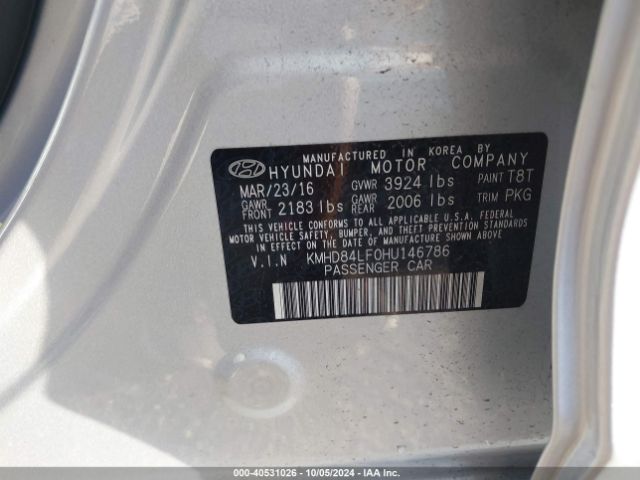 MANUFACTURED IN KOREA BY
HYUNDAI MOTOR COMPANY
MAR/23/16 GVWR 3924 lbs PAINT T8T
GAWR FRONT 2183 lbs GAWR REAR 2006 lbs TRIM PKG
THIS VEHICLE CONFORMS TO ALL APPLICABLE U.S.A. FEDERAL
MOTOR VEHICLE SAFETY, BUMPER, AND THEFT PREVENTION STANDARDS
IN EFFECT ON THE DATE OF MANUFACTURE SHOWN ABOVE.
V.I.N KMHD84LF0HU146786
PASSENGER CAR
000-40531026 - 10/05/2024 - IAA Inc.